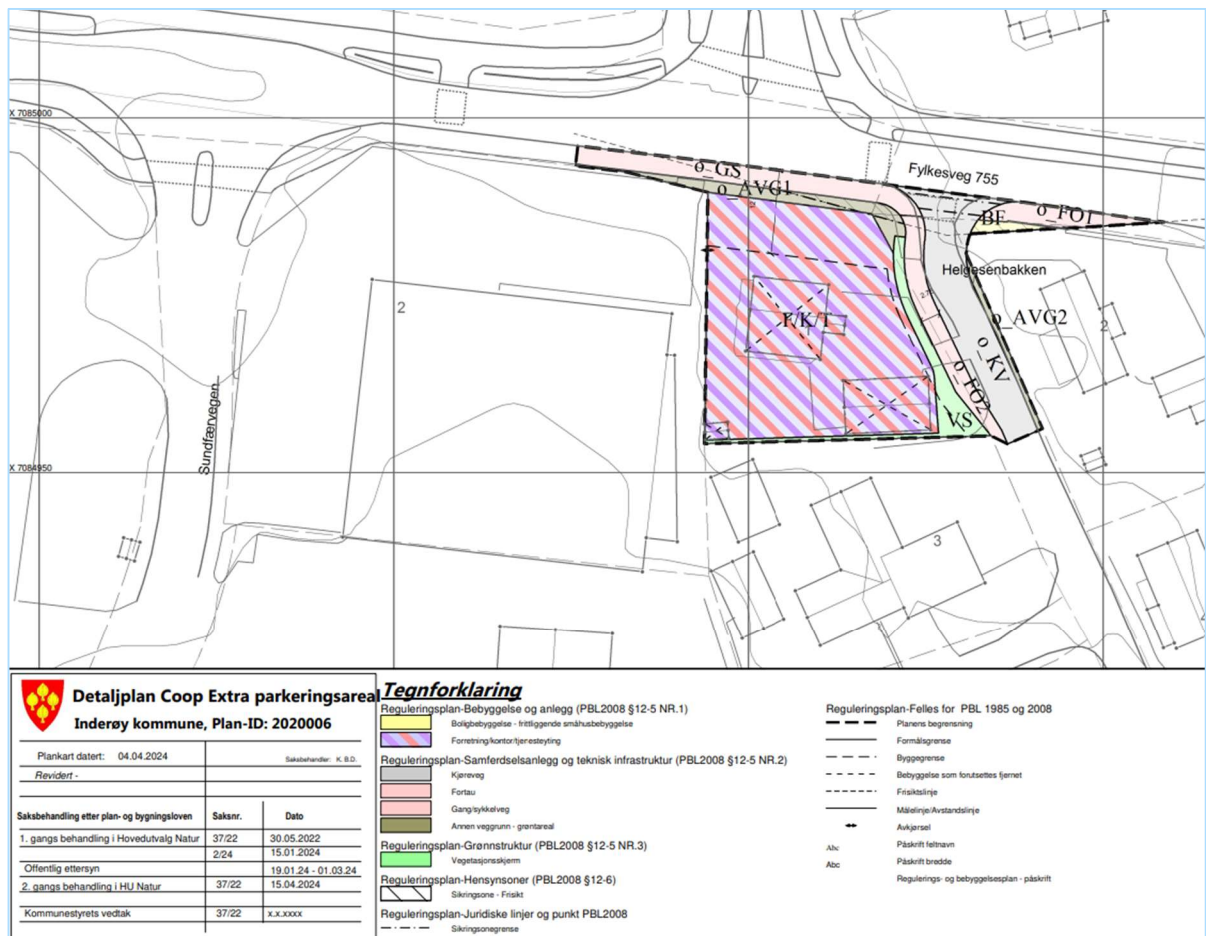 X 7085000
Fylkesveg 755
o_GS
o_AVG1
BF
o_FO1
Helgesenbakken
2
F/K/T
o_AVG2
2
o_KV
o_FO2
VS
Sundfærvegen
X 7084950
3
Detaljplan Coop Extra parkeringsareal
Inderøy kommune, Plan-ID: 2020006
Plankart datert: 04.04.2024 Saksbehandler: K. B.D.
Revidert -
Saksbehandling etter plan- og bygningsloven Saksnr. Dato
1. gangs behandling i Hovedutvalg Natur 37/22 30.05.2022
2/24 15.01.2024
Offentlig ettersyn 19.01.24 - 01.03.24
2. gangs behandling i HU Natur 37/22 15.04.2024
Kommunestyrets vedtak 37/22 x.x.xxxx
Tegnforklaring
Reguleringsplan-Bebyggelse og anlegg (PBL2008 §12-5 NR.1)
Boligbebyggelse - frittliggende småhusbebyggelse
Forretning/kontor/tjenesteyting
Reguleringsplan-Samferdselsanlegg og teknisk infrastruktur (PBL2008 §12-5 NR.2)
Kjøreveg
Fortau
Gang/sykkelveg
Annen veggrunn - grøntareal
Reguleringsplan-Grønnstruktur (PBL2008 §12-5 NR.3)
Vegetasjonsskjerm
Reguleringsplan-Hensynsoner (PBL2008 §12-6)
Sikringsone - Frisikt
Reguleringsplan-Juridiske linjer og punkt PBL2008
Sikringsonegrense
Reguleringsplan-Felles for PBL 1985 og 2008
Planens begrensning
Formålsgrense
Byggegrense
Bebyggelse som forutsettes fjernet
Frisiktslinje
Målelinje/Avstandslinje
Avkjørsel
Abc Påskrift feltnavn
Abc Påskrift bredde
Regulerings- og bebyggelsesplan - påskrift